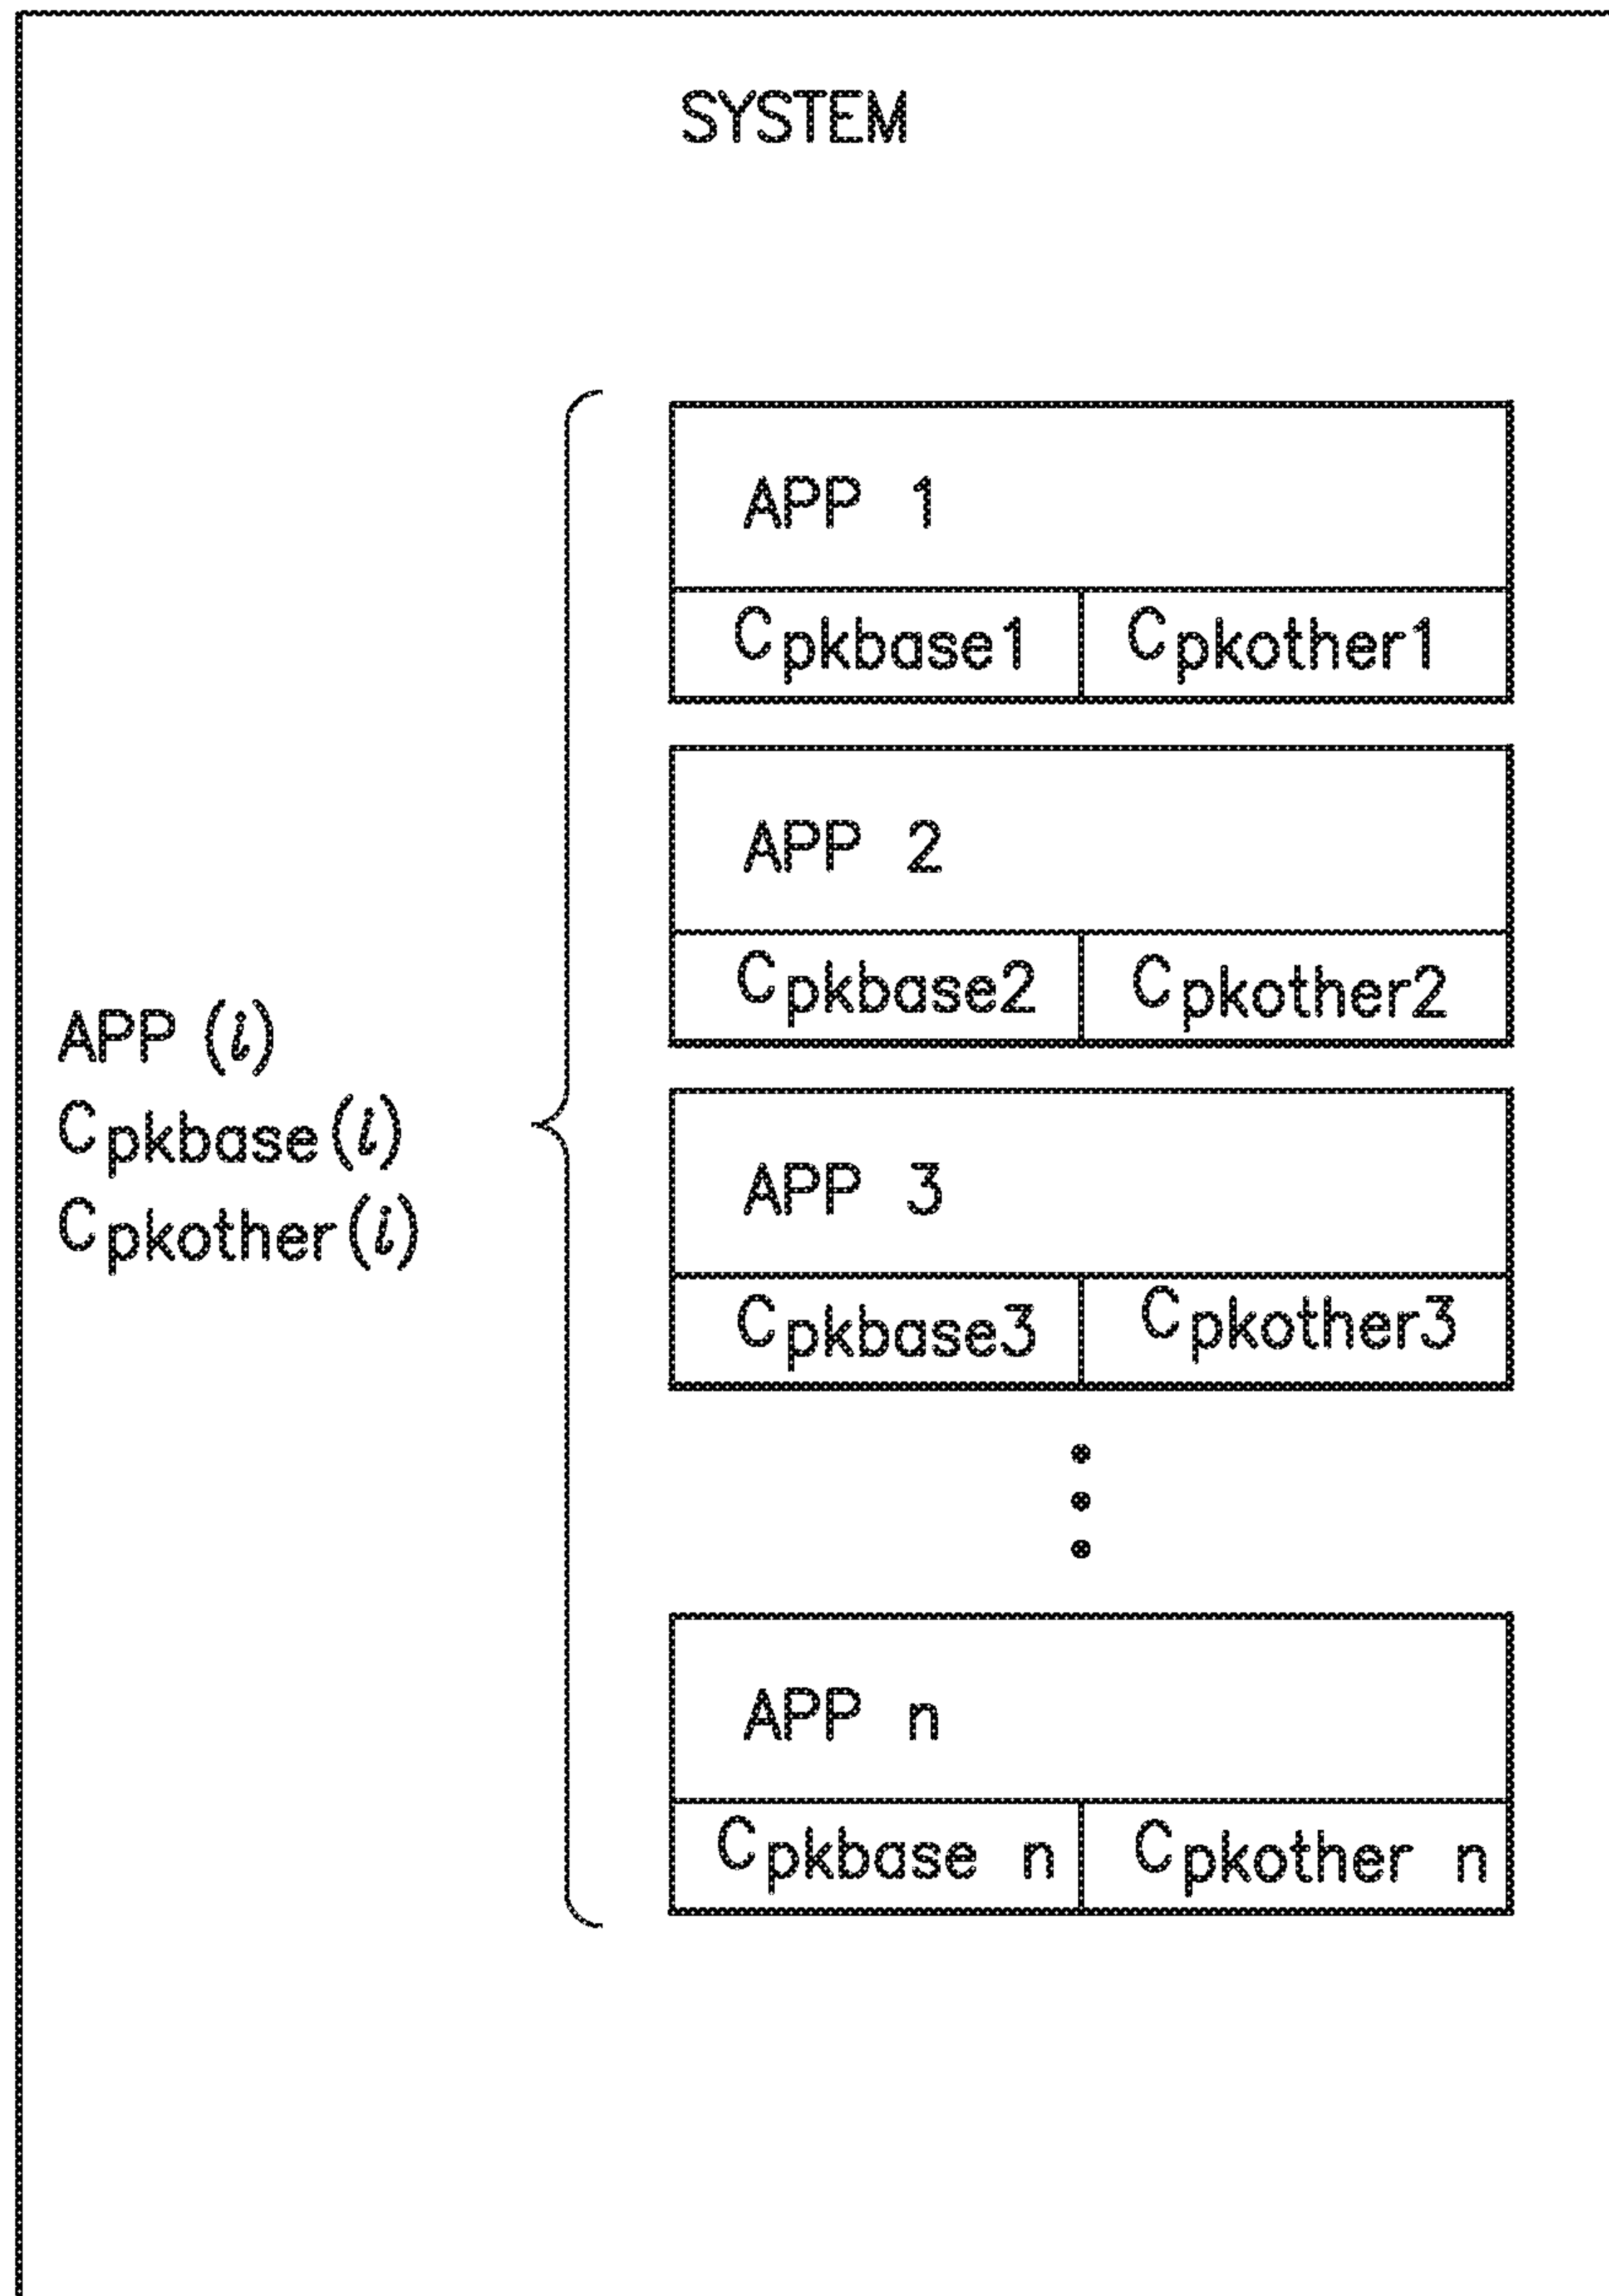 SYSTEM
APP 1
Cpkbase1 Cpkother1
APP 2
Cpkbase2 Cpkother2
APP (i)
Cpkbase(i)
Cpkother(i)
APP 3
Cpkbase3 Cpkother3
APP n
Cpkbase n Cpkother n